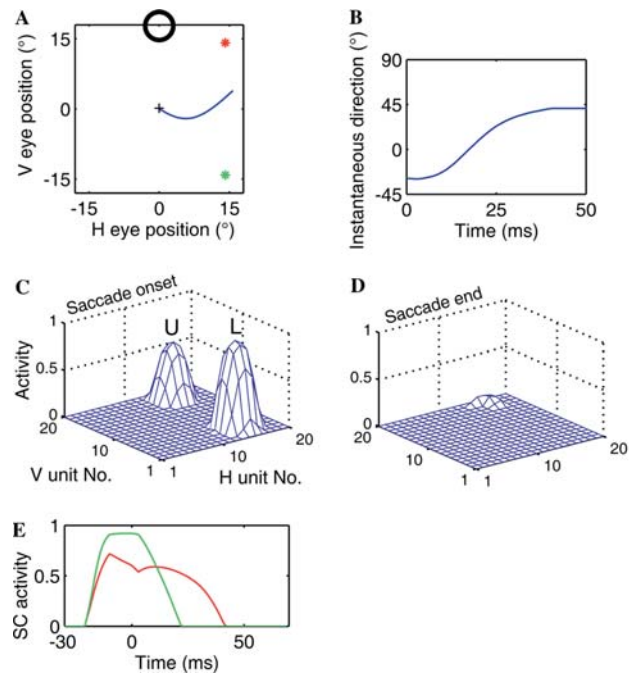 A
V eye position (°)
15
0
-15
-15
0
15
H eye position (°)
B
Instantaneous direction (°)
90
45
0
-45
0
25
50
Time (ms)
C
Saccade onset
U
L
Activity
1
0.5
0
20
10
1
V unit No.
1
10
20
H unit No.
D
Saccade end
1
0.5
0
20
10
1
1
10
20
E
SC activity
1
0.5
0
-30
0
Time (ms)